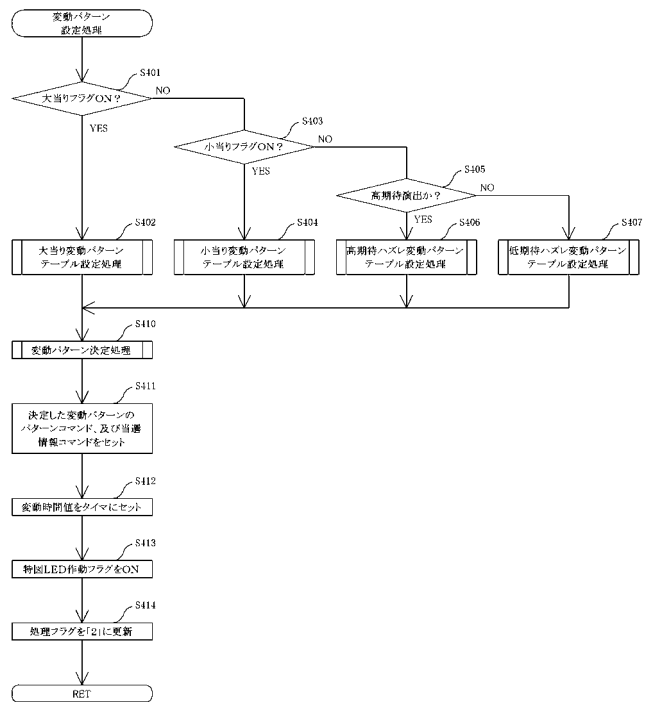 変動パターン
設定処理
S401
大当りフラグON?
NO
YES
S403
小当りフラグON?
NO
YES
S405
高期待演出か?
NO
YES
S402
大当り変動パターン
テーブル設定処理
S404
小当り変動パターン
テーブル設定処理
S406
高期待ハズレ変動パターン
テーブル設定処理
S407
低期待ハズレ変動パターン
テーブル設定処理
S410
変動パターン決定処理
S411
決定した変動パターンの
パターンコマンド、及び当選
情報コマンドをセット
S412
変動時間値をタイマにセット
S413
特図LED作動フラグをON
S414
処理フラグを「2」に更新
RET